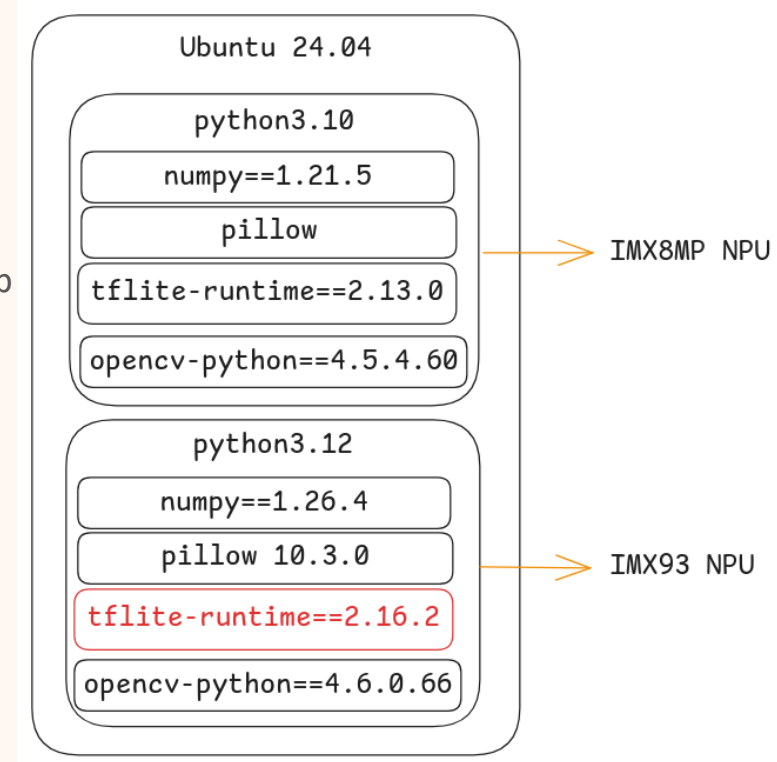 Ubuntu 24.04
python3.10
numpy==1.21.5
pillow
tflite-runtime==2.13.0
opencv-python==4.5.4.60
IMX8MP NPU
python3.12
numpy==1.26.4
pillow 10.3.0
tflite-runtime==2.16.2
opencv-python==4.6.0.66
IMX93 NPU